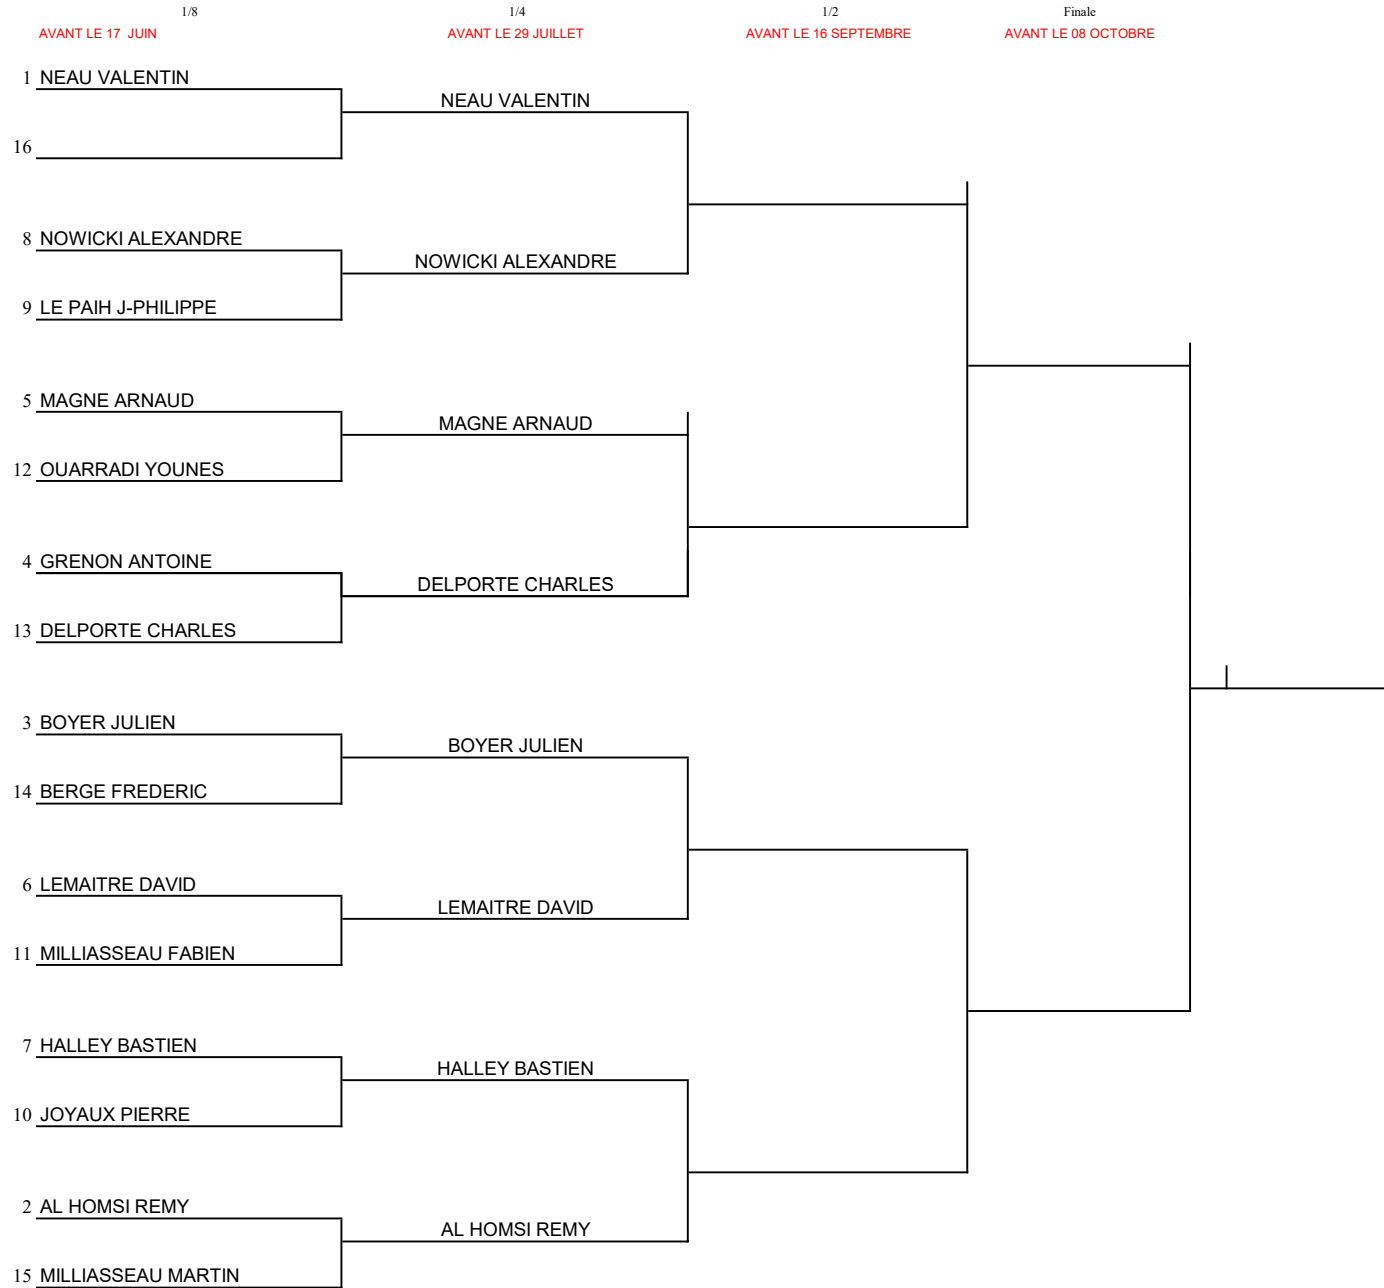 1/8 1/4 1/2 Finale
AVANT LE 17 JUIN AVANT LE 29 JUILLET AVANT LE 16 SEPTEMBRE AVANT LE 08 OCTOBRE
1 NEAU VALENTIN
NEAU VALENTIN
16
8 NOWICKI ALEXANDRE
NOWICKI ALEXANDRE
9 LE PAIH J-PHILIPPE
5 MAGNE ARNAUD
MAGNE ARNAUD
12 OUARRADI YOUNES
4 GRENON ANTOINE
DELPORTE CHARLES
13 DELPORTE CHARLES
3 BOYER JULIEN
BOYER JULIEN
14 BERGE FREDERIC
6 LEMAITRE DAVID
LEMAITRE DAVID
11 MILLIASSEAU FABIEN
7 HALLEY BASTIEN
HALLEY BASTIEN
10 JOYAUX PIERRE
2 AL HOMSI REMY
AL HOMSI REMY
15 MILLIASSEAU MARTIN